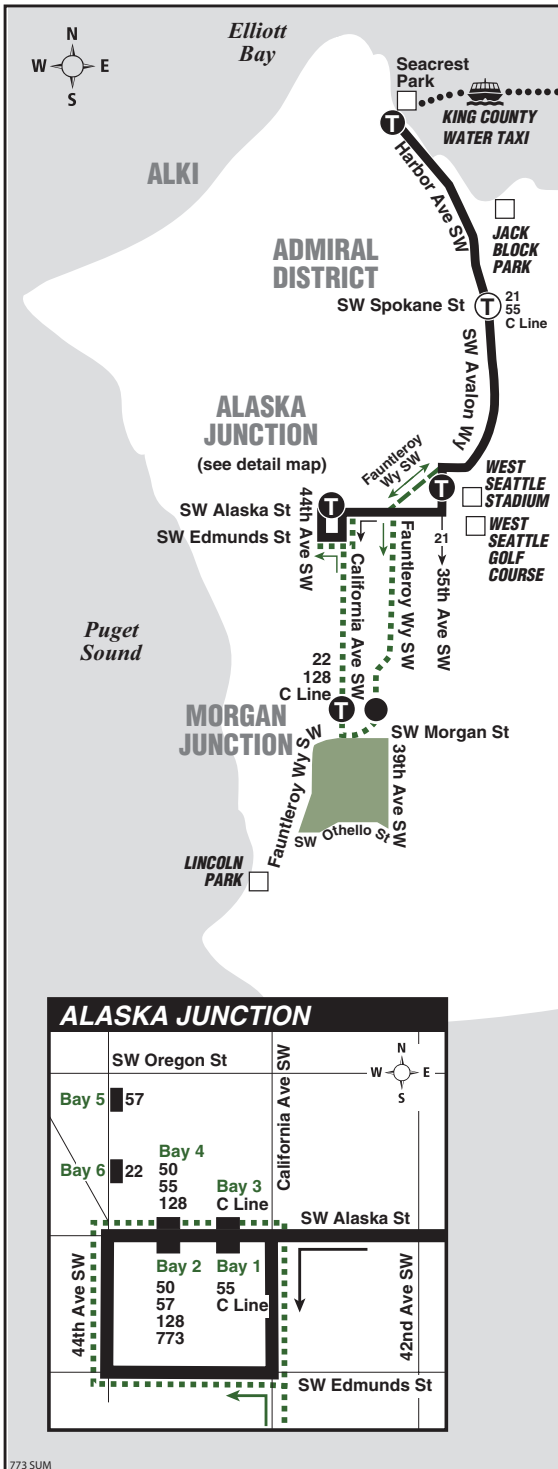 Elliott
Bay
N
W E
S
Seacrest
Park
KING COUNTY
WATER TAXI
T
Harbor Ave SW
ALKI
JACK
BLOCK
PARK
ADMIRAL
DISTRICT
SW Spokane St
T
21
55
C Line
SW Avalon Wy
ALASKA
JUNCTION
(see detail map)
Fauntleroy
Wy SW
T
WEST
SEATTLE
STADIUM
WEST
SEATTLE
GOLF
COURSE
SW Alaska St
T
SW Edmunds St
44th Ave SW
California Ave SW
Fauntleroy Wy SW
21
35th Ave SW
Puget
Sound
22
128
C Line
T
MORGAN
JUNCTION
SW Morgan St
Fauntleroy Wy SW
39th Ave SW
SW Othello St
LINCOLN
PARK
ALASKA JUNCTION
SW Oregon St
California Ave SW
N
W E
S
Bay 5 57
Bay 6 22
Bay 4
50
55
128
Bay 3
C Line
SW Alaska St
44th Ave SW
Bay 2
50
57
128
773
Bay 1
55
C Line
42nd Ave SW
SW Edmunds St
773 SUM